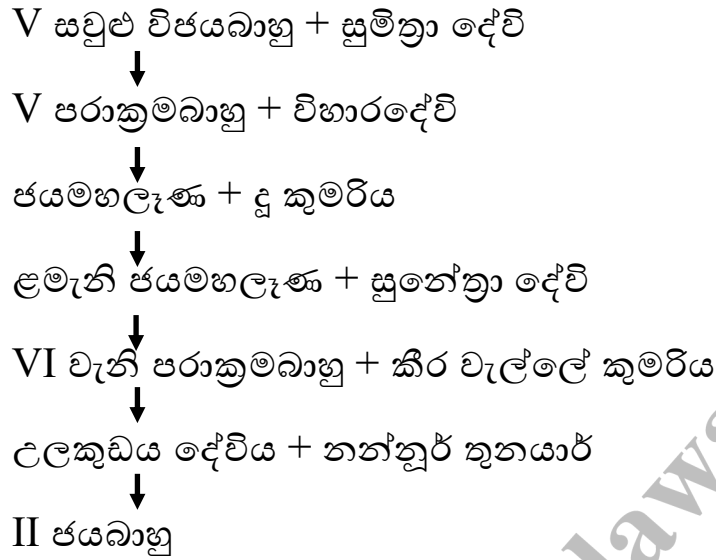 V සවුළු විජයබාහු + සුමිත්‍රා දේවි
V පරාක්‍රමබාහු + විහාරදේවි
ජයමහලෑණ + දූ කුමරිය
ළමැනි ජයමහලෑණ + සුනේත්‍රා දේවි
VI වැනි පරාක්‍රමබාහු + කීර වැල්ලේ කුමරිය
උලකුඩය දේවිය + නන්නූර් තුනයාර්
II ජයබාහු